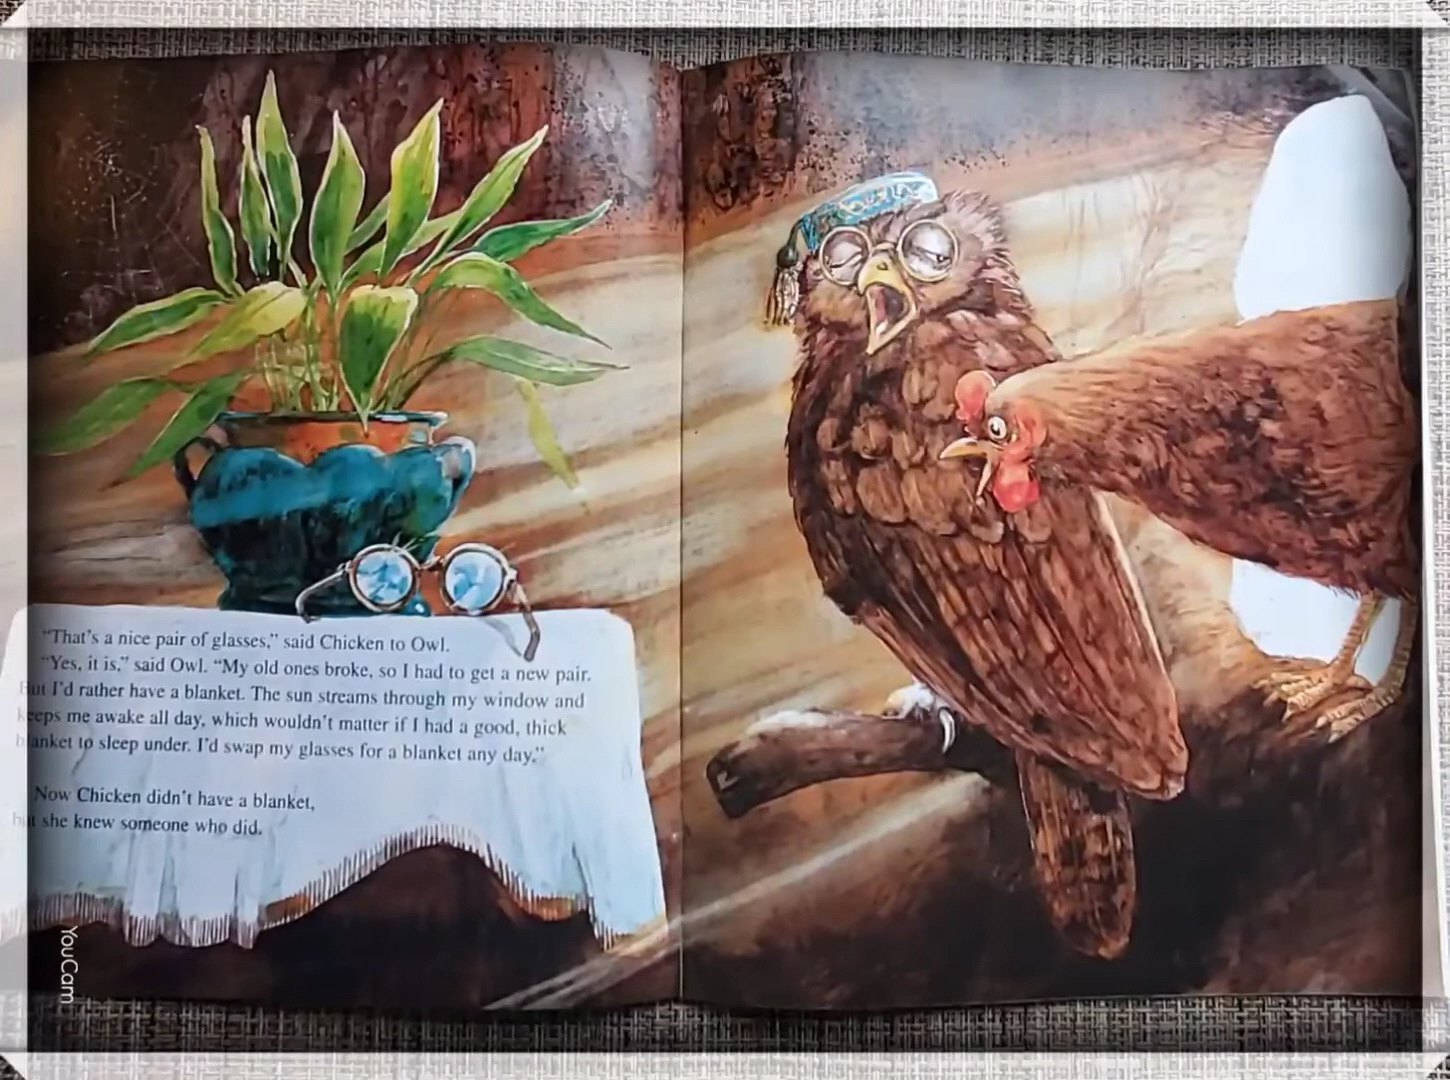 "That's a nice pair of glasses," said Chicken to Owl.
"Yes, it is," said Owl. "My old ones broke, so I had to get a new pair.
But I'd rather have a blanket. The sun streams through my window and
keeps me awake all day, which wouldn't matter if I had a good, thick
blanket to sleep under. I'd swap my glasses for a blanket any day."
Now Chicken didn't have a blanket,
but she knew someone who did.
YouCam